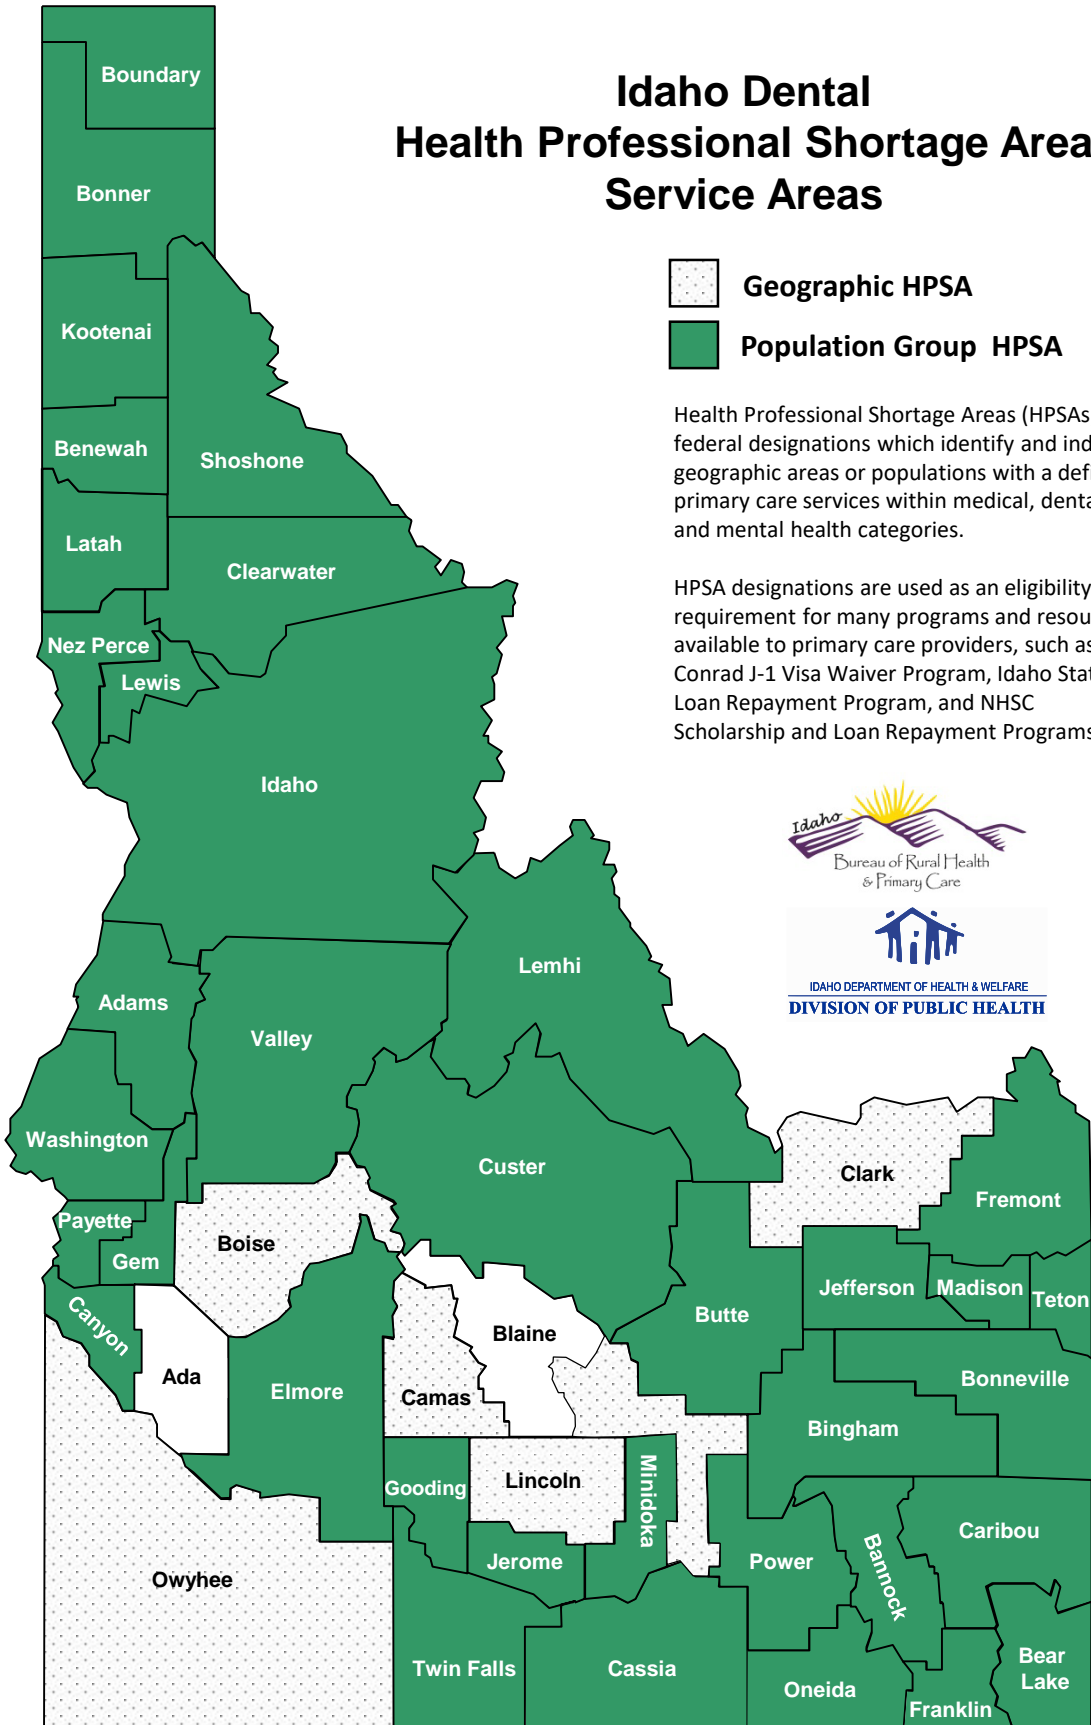 Idaho Dental
Health Professional Shortage Area
Service Areas
Geographic HPSA
Population Group HPSA
Health Professional Shortage Areas (HPSAs
federal designations which identify and ind
geographic areas or populations with a defi
primary care services within medical, denta
and mental health categories.
HPSA designations are used as an eligibility
requirement for many programs and resou
available to primary care providers, such as
Conrad J-1 Visa Waiver Program, Idaho Stat
Loan Repayment Program, and NHSC
Scholarship and Loan Repayment Programs
Idaho
Bureau of Rural Health
& Primary Care
IDAHO DEPARTMENT OF HEALTH & WELFARE
DIVISION OF PUBLIC HEALTH
Boundary
Bonner
Kootenai
Benewah
Shoshone
Latah
Clearwater
Nez Perce
Lewis
Idaho
Lemhi
Adams
Valley
Washington
Custer
Clark
Fremont
Payette
Boise
Gem
Jefferson
Madison
Teton
Canyon
Butte
Blaine
Ada
Elmore
Camas
Bonneville
Bingham
Gooding
Lincoln
Minidoka
Caribou
Jerome
Power
Bannock
Owyhee
Twin Falls
Cassia
Oneida
Bear
Lake
Franklin